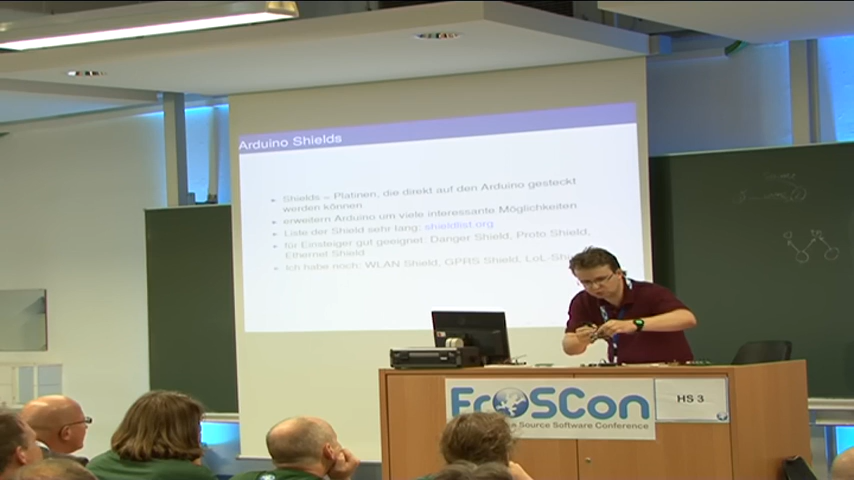 Arduino Shields
Shields – Platinen, die direkt auf den Arduino gesteckt
werden können.
erweitern Arduino um viele interessante Möglichkeiten
Liste der Shield sehr lang: shieldlist.org
für Einsteiger gut geeignet: Danger Shield, Proto Shield,
Ethernet Shield
Ich habe noch: WLAN Shield, GPRS Shield, LoL-
FrOSCon
Source Software Conference
HS 3